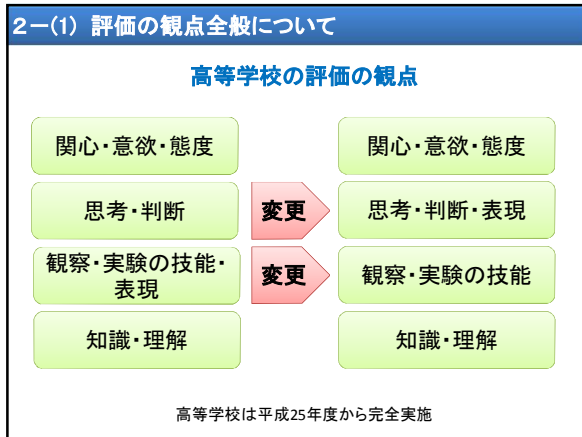 2-(1) 評価の観点全般について
高等学校の評価の観点
関心・意欲・態度
関心・意欲・態度
思考・判断
変更
思考・判断・表現
観察・実験の技能・
表現
変更
観察・実験の技能
知識・理解
知識・理解
高等学校は平成25年度から完全実施